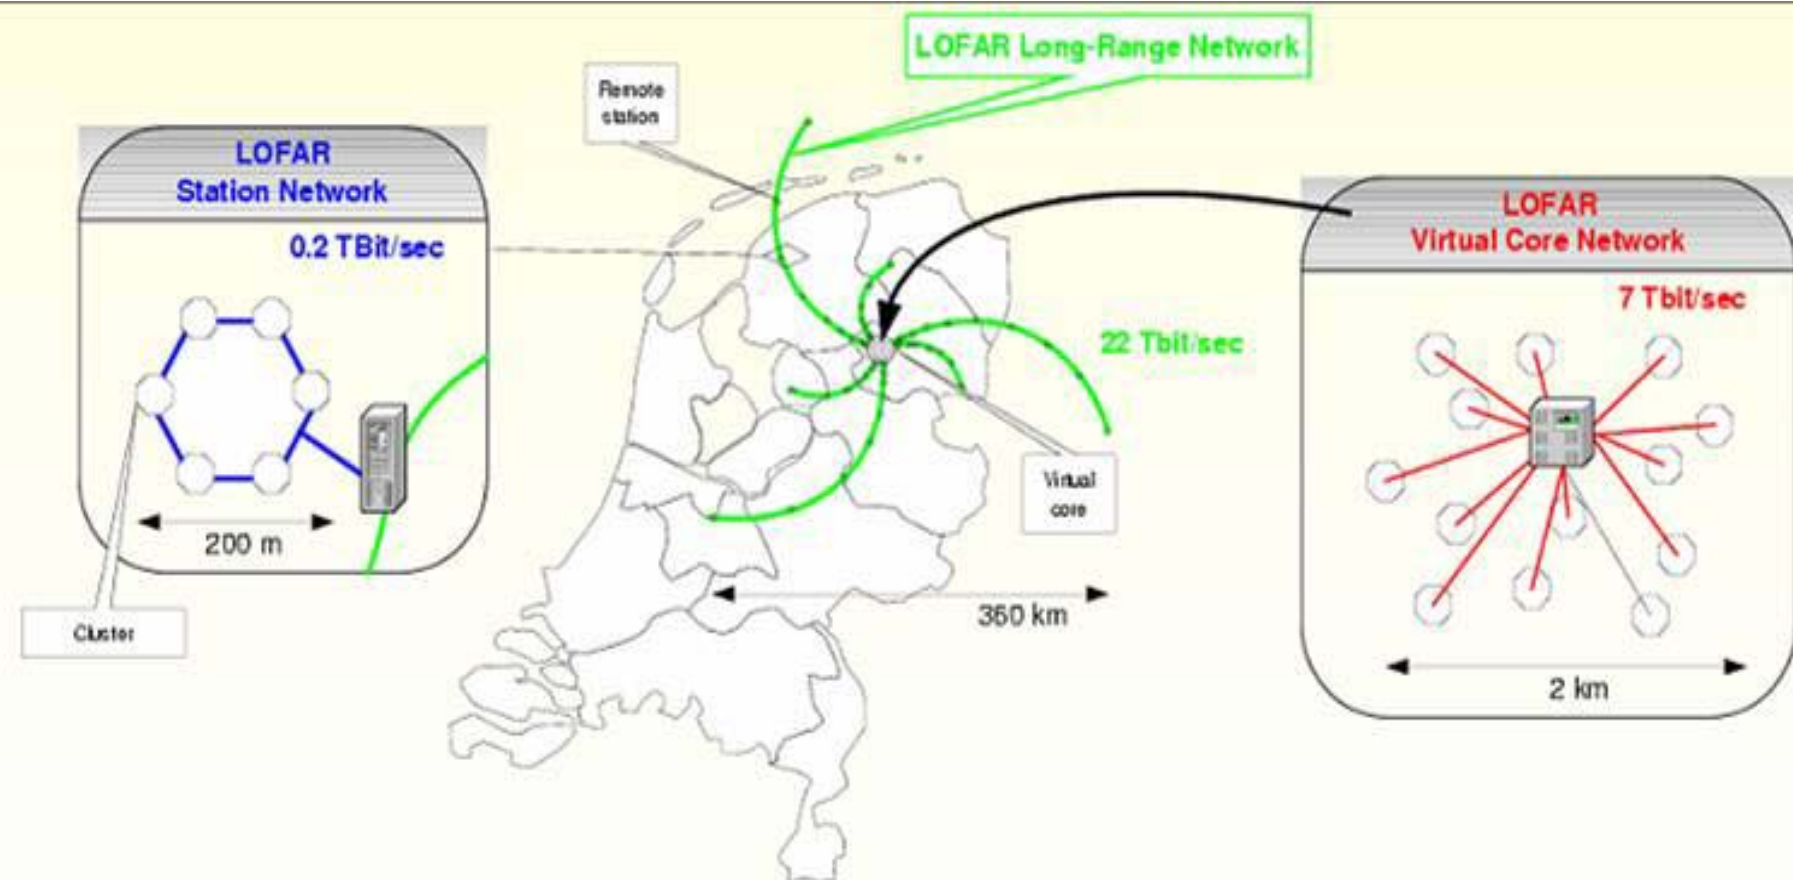 LOFAR Long-Range Network
Remote
station
LOFAR
Station Network
0.2 TBit/sec
200 m
Cluster
22 Tbit/sec
Virtual
core
360 km
LOFAR
Virtual Core Network
7 Tbit/sec
2 km